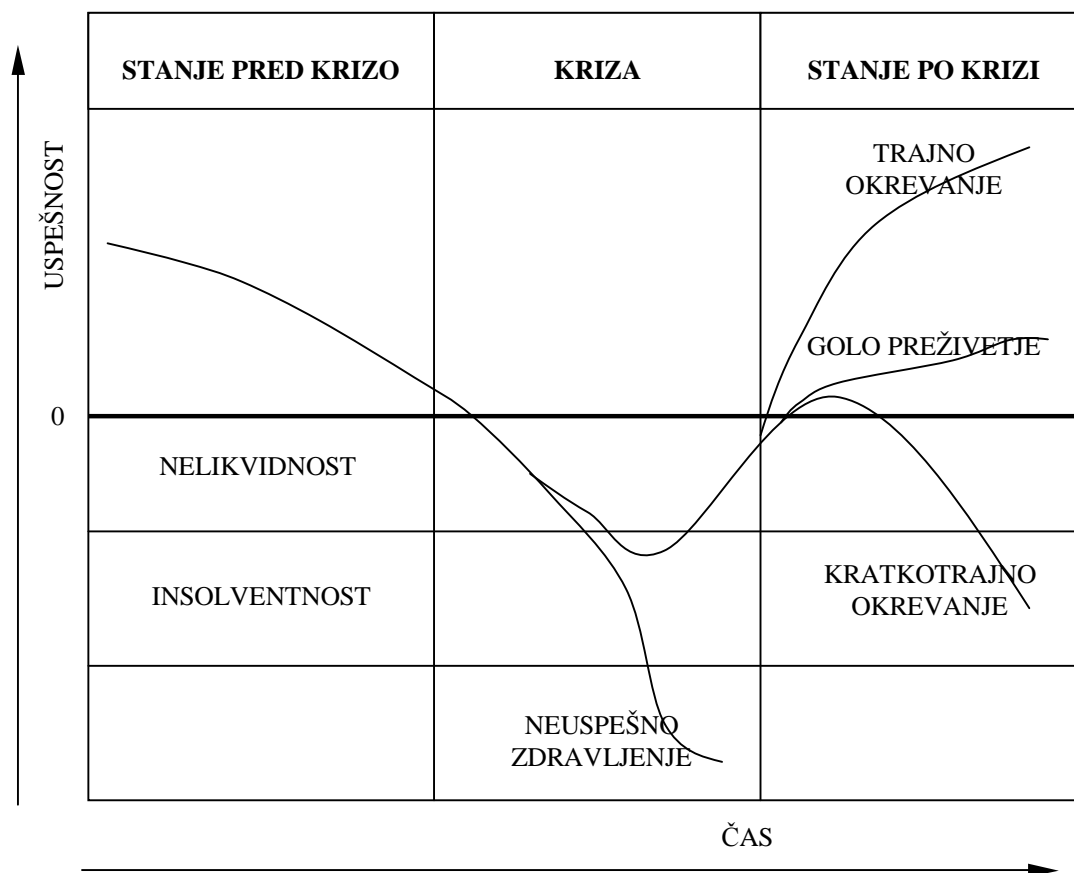 STANJE PRED KRIZO
KRIZA
STANJE PO KRIZI
USPEŠNOST
TRAJNO
OKREVANJE
GOLO PREŽIVETJE
0
NELIKVIDNOST
INSOLVENTNOST
KRATKOTRAJNO
OKREVANJE
NEUSPEŠNO
ZDRAVLJENJE
ČAS